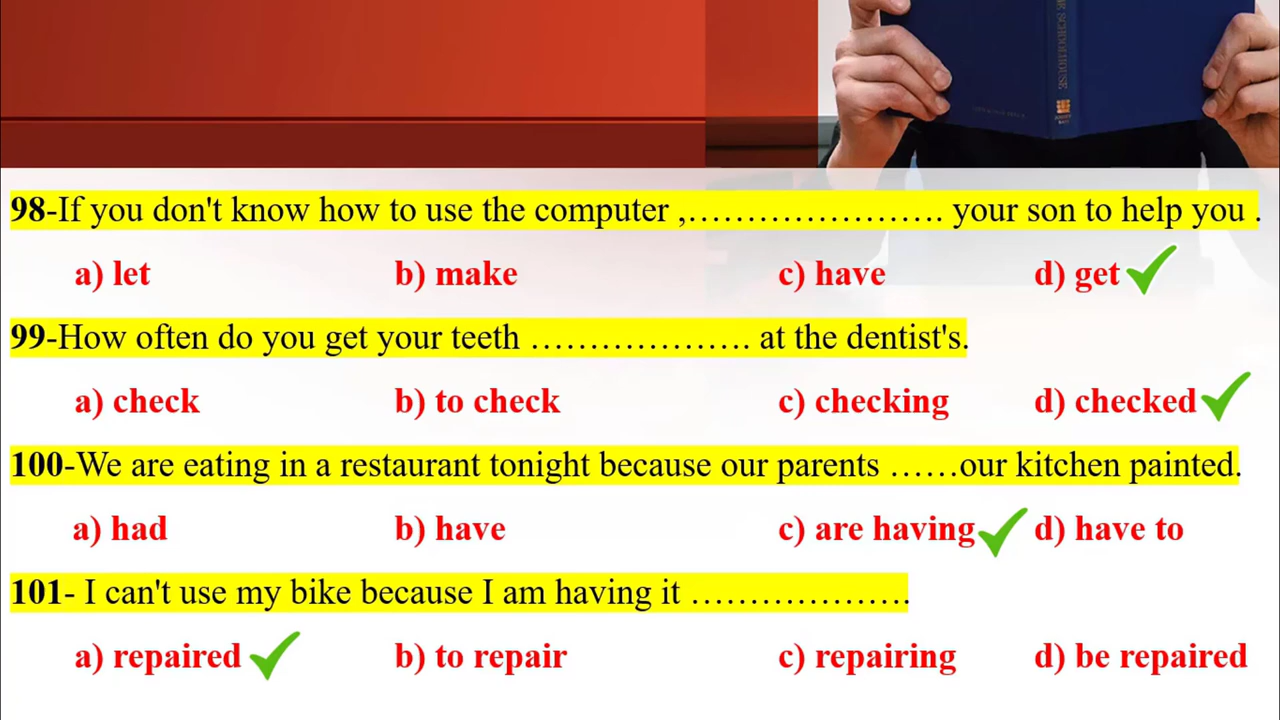 98-If you don't know how to use the computer ,…………………. your son to help you .
a) let b) make c) have d) get
99-How often do you get your teeth ………………. at the dentist's.
a) check b) to check c) checking d) checked
100-We are eating in a restaurant tonight because our parents ……our kitchen painted.
a) had b) have c) are having d) have to
101- I can't use my bike because I am having it ………………….
a) repaired b) to repair c) repairing d) be repaired